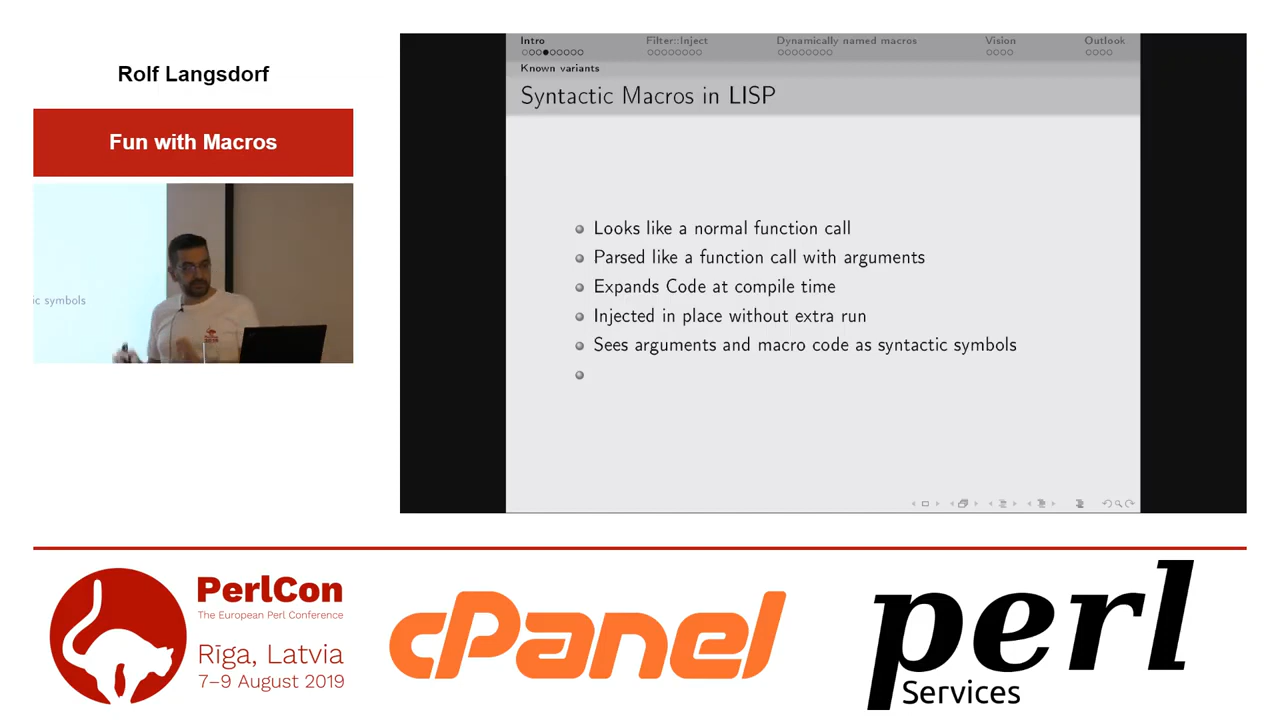 Rolf Langsdorf
Fun with Macros
ic symbols
Intro
Filter::Inject
Dynamically named macros
Vision
Outlook
Known variants
Syntactic Macros in LISP
Looks like a normal function call
Parsed like a function call with arguments
Expands Code at compile time
Injected in place without extra run
Sees arguments and macro code as syntactic symbols
PerlCon
The European Perl Conference
Rīga, Latvia
7–9 August 2019
cPanel
perl
Services